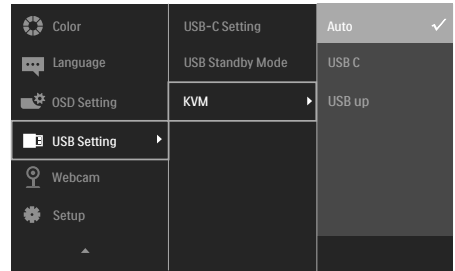 Color
Language
OSD Setting
USB Setting
Webcam
Setup
USB-C Setting
USB Standby Mode
KVM
Auto
USB C
USB up